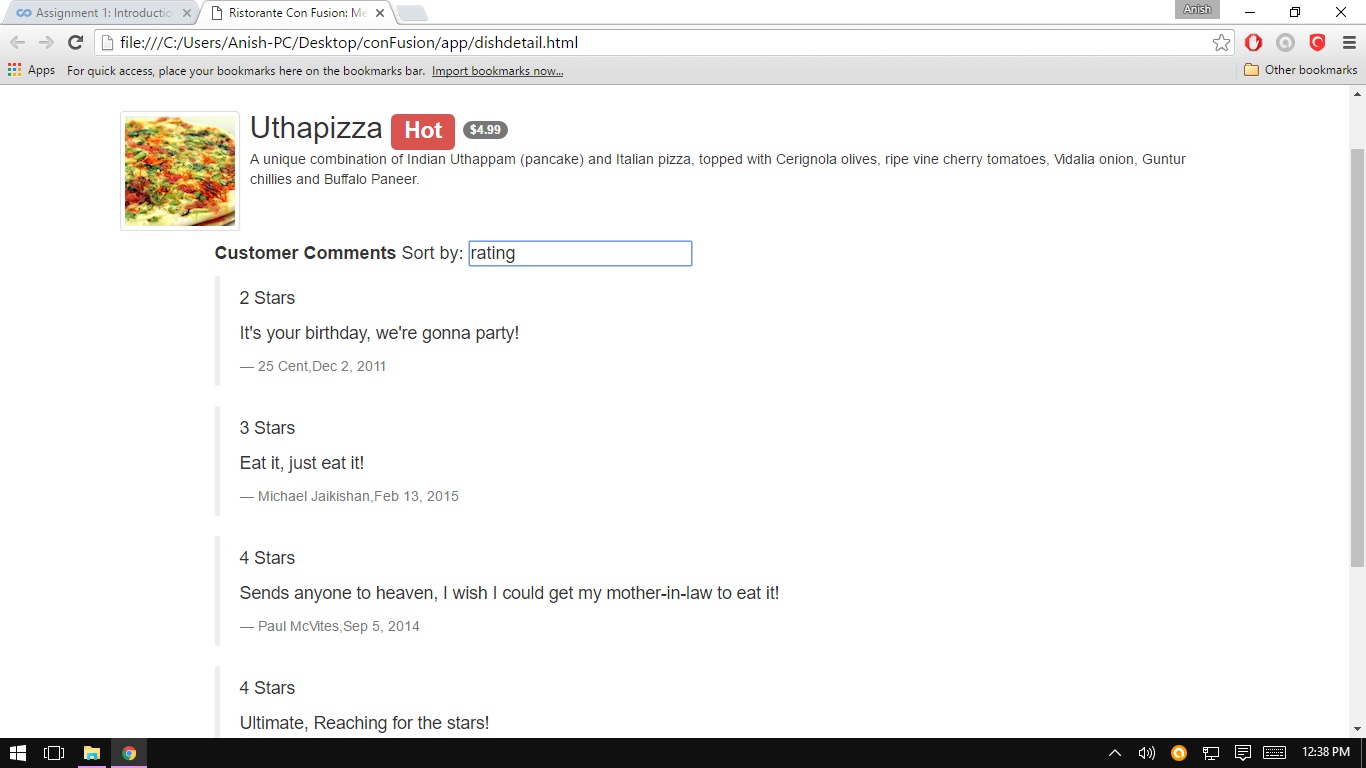 Assignment 1: Introductio
Ristorante Con Fusion: Me
Anish
file:///C:/Users/Anish-PC/Desktop/conFusion/app/dishdetail.html
Apps For quick access, place your bookmarks here on the bookmarks bar. Import bookmarks now... Other bookmarks
Uthapizza Hot $4.99
A unique combination of Indian Uthappam (pancake) and Italian pizza, topped with Cerignola olives, ripe vine cherry tomatoes, Vidalia onion, Guntur
chillies and Buffalo Paneer.
Customer Comments Sort by: rating
2 Stars
It's your birthday, we're gonna party!
— 25 Cent,Dec 2, 2011
3 Stars
Eat it, just eat it!
— Michael Jaikishan,Feb 13, 2015
4 Stars
Sends anyone to heaven, I wish I could get my mother-in-law to eat it!
— Paul McVites,Sep 5, 2014
4 Stars
Ultimate, Reaching for the stars!
12:38 PM